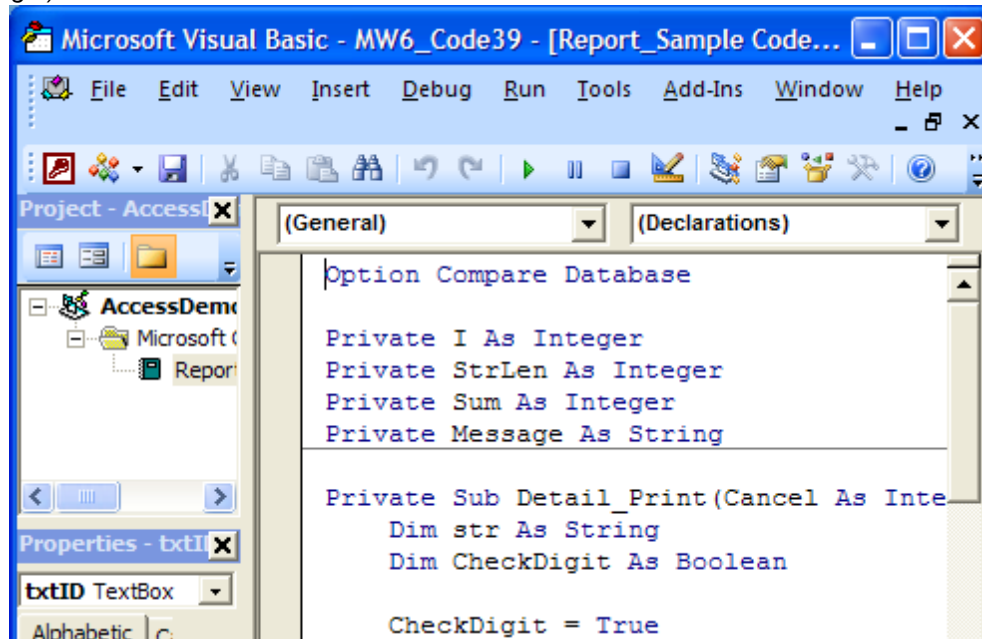 g.,
Microsoft Visual Basic - MW6_Code39 - [Report_Sample Code...
File Edit View Insert Debug Run Tools Add-Ins Window Help
Project - Access
(General) (Declarations)
AccessDemo
Microsoft
Report
Properties - txtI
txtID TextBox
Alphabetic
Option Compare Database
Private I As Integer
Private StrLen As Integer
Private Sum As Integer
Private Message As String
Private Sub Detail_Print(Cancel As Inte
Dim str As String
Dim CheckDigit As Boolean
CheckDigit = True